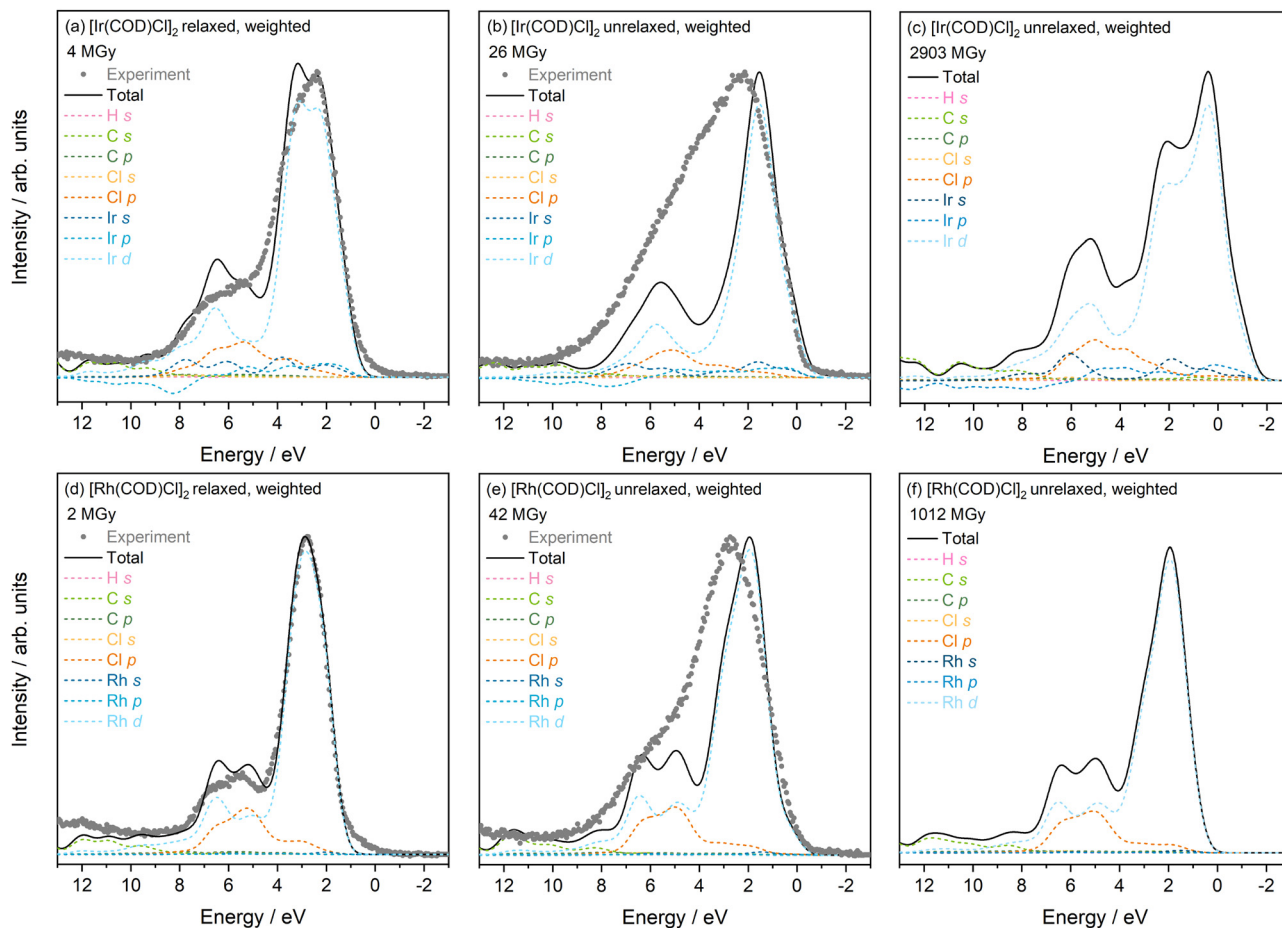 (a) [Ir(COD)Cl]2 relaxed, weighted
4 MGy
Experiment
Total
H s
C s
C p
Cl s
Cl p
Ir s
Ir p
Ir d
Intensity / arb. units
12 10 8 6 4 2 0 -2
Energy / eV
(b) [Ir(COD)Cl]2 unrelaxed, weighted
26 MGy
Experiment
Total
H s
C s
C p
Cl s
Cl p
Ir s
Ir p
Ir d
12 10 8 6 4 2 0 -2
Energy / eV
(c) [Ir(COD)Cl]2 unrelaxed, weighted
2903 MGy
Total
H s
C s
C p
Cl s
Cl p
Ir s
Ir p
Ir d
12 10 8 6 4 2 0 -2
Energy / eV
(d) [Rh(COD)Cl]2 relaxed, weighted
2 MGy
Experiment
Total
H s
C s
C p
Cl s
Cl p
Rh s
Rh p
Rh d
Intensity / arb. units
12 10 8 6 4 2 0 -2
Energy / eV
(e) [Rh(COD)Cl]2 unrelaxed, weighted
42 MGy
Experiment
Total
H s
C s
C p
Cl s
Cl p
Rh s
Rh p
Rh d
12 10 8 6 4 2 0 -2
Energy / eV
(f) [Rh(COD)Cl]2 unrelaxed, weighted
1012 MGy
Total
H s
C s
C p
Cl s
Cl p
Rh s
Rh p
Rh d
12 10 8 6 4 2 0 -2
Energy / eV